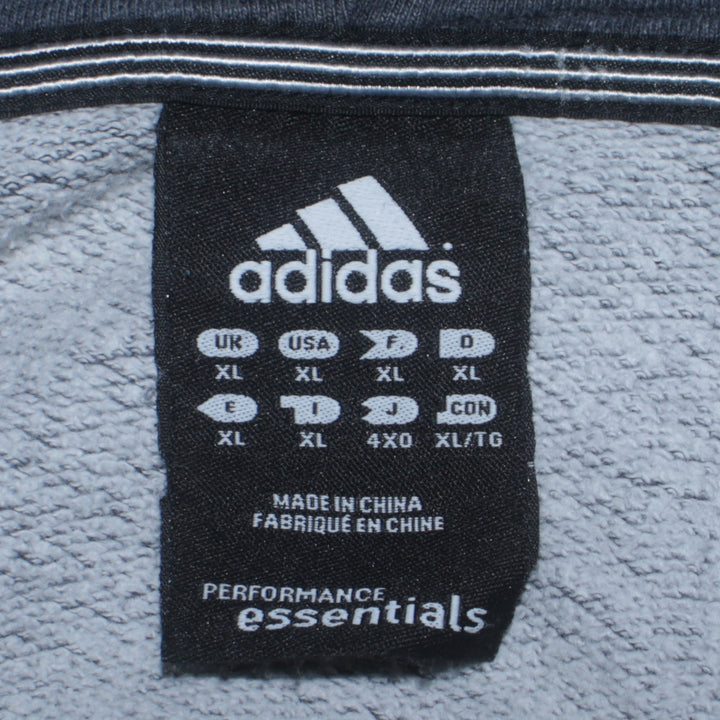 adidas
UK USA F D
XL XL XL XL
E I J CON
XL XL 4XO XL/TG
MADE IN CHINA
FABRIQUÉ EN CHINE
PERFORMANCE
essentials